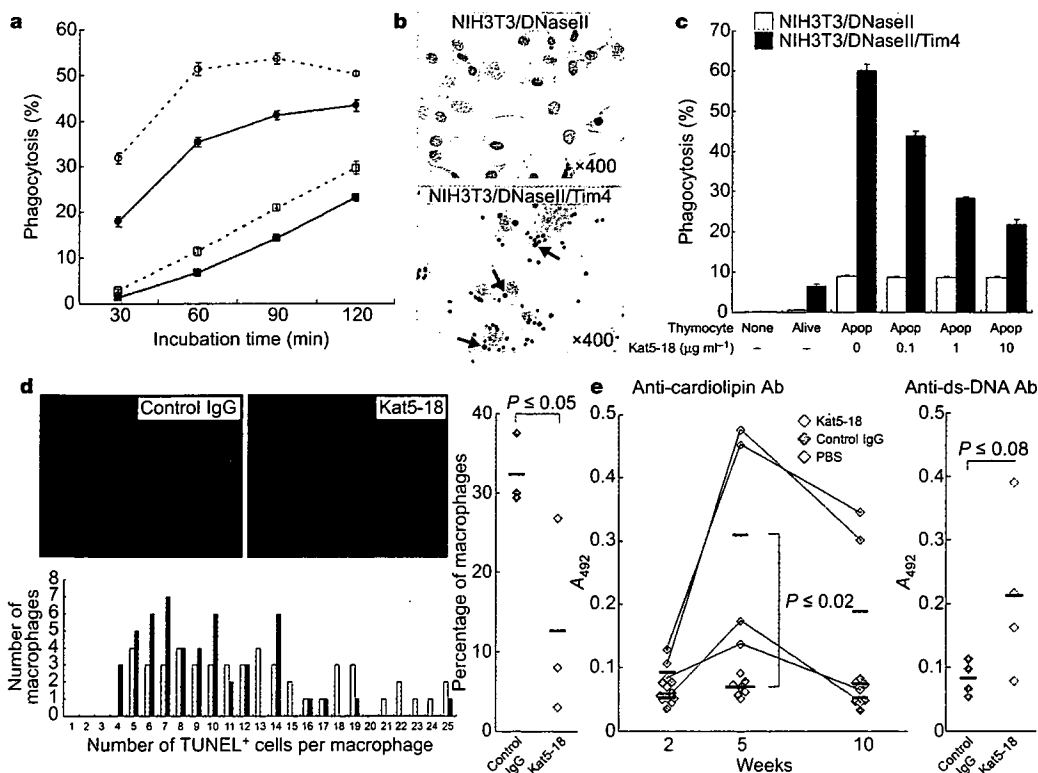 a
60
50
40
30
20
10
0
Phagocytosis (%)
30 60 90 120
Incubation time (min)
b
NIH3T3/DNaseII
×400
NIH3T3/DNaseII/Tim4
×400
c
NIH3T3/DNaseII
NIH3T3/DNaseII/Tim4
70
60
50
40
30
20
10
0
Phagocytosis (%)
Thymocyte None Alive Apop Apop Apop Apop
Kat5-18 (μg ml⁻¹) – – 0 0.1 1 10
d
Control IgG
Kat5-18
8
7
6
5
4
3
2
1
0
Number of
macrophages
1 2 3 4 5 6 7 8 9 10 11 12 13 14 15 16 17 18 19 20 21 22 23 24 25
Number of TUNEL⁺ cells per macrophage
40
30
20
10
0
Percentage of macrophages
P ≤ 0.05
Control
IgG
Kat5-18
e
Anti-cardiolipin Ab
0.5
0.4
0.3
0.2
0.1
0
A₄₉₂
Kat5-18
Control IgG
PBS
P ≤ 0.02
2 5 10
Weeks
Anti-ds-DNA Ab
0.5
0.4
0.3
0.2
0.1
0
A₄₉₂
P ≤ 0.08
Control
IgG
Kat5-18